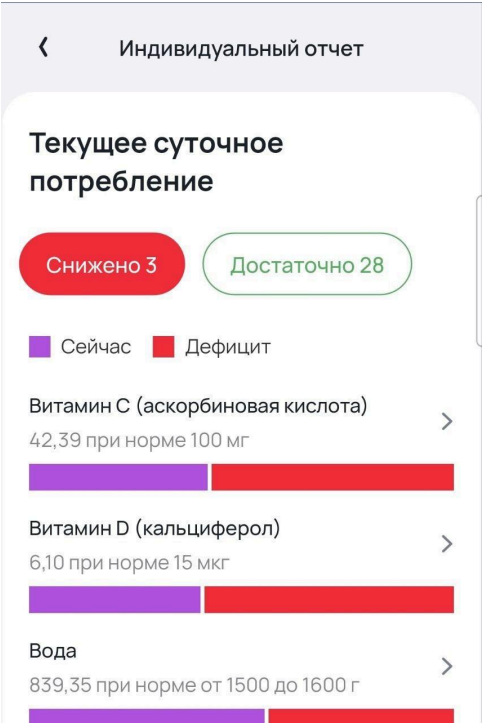 Индивидуальный отчет
Текущее суточное
потребление
Снижено 3
Достаточно 28
Сейчас
Дефицит
Витамин C (аскорбиновая кислота)
42,39 при норме 100 мг
Витамин D (кальциферол)
6,10 при норме 15 мкг
Вода
839,35 при норме от 1500 до 1600 г